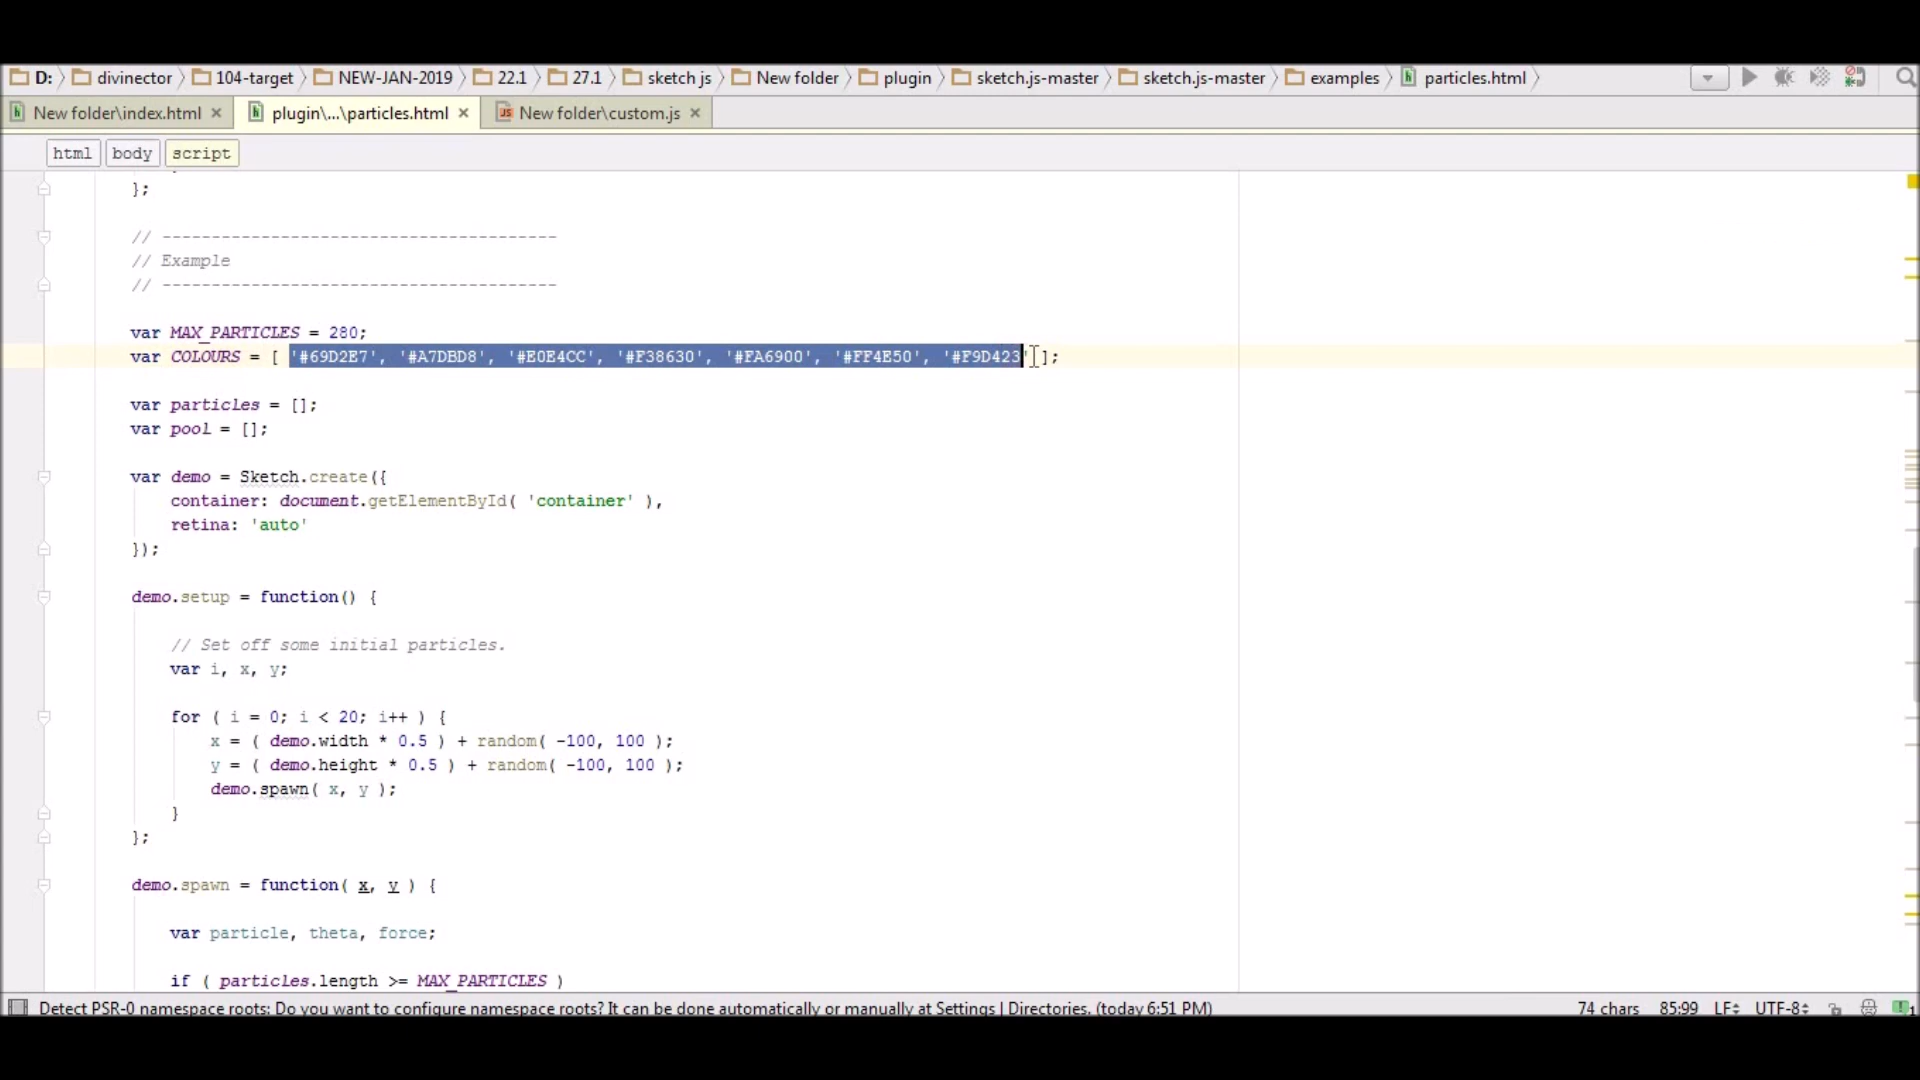 D: divinector 104-target NEW-JAN-2019 22.1 27.1 sketch js New folder plugin sketch.js-master sketch.js-master examples particles.html
New folder\index.html plugin\...\particles.html New folder\custom.js
html body script
};
// ----------------------------------------
// Example
// ----------------------------------------
var MAX_PARTICLES = 280;
var COLOURS = [ '#69D2E7', '#A7DBD8', '#E0E4CC', '#F38630', '#FA6900', '#FF4E50', '#F9D423' ];
var particles = [];
var pool = [];
var demo = Sketch.create({
container: document.getElementById( 'container' ),
retina: 'auto'
});
demo.setup = function() {
// Set off some initial particles.
var i, x, y;
for ( i = 0; i < 20; i++ ) {
x = ( demo.width * 0.5 ) + random( -100, 100 );
y = ( demo.height * 0.5 ) + random( -100, 100 );
demo.spawn( x, y );
}
};
demo.spawn = function( x, y ) {
var particle, theta, force;
if ( particles.length >= MAX_PARTICLES )
Detect PSR-0 namespace roots: Do you want to configure namespace roots? It can be done automatically or manually at Settings | Directories. (today 6:51 PM) 74 chars 85:99 LF UTF-8 1